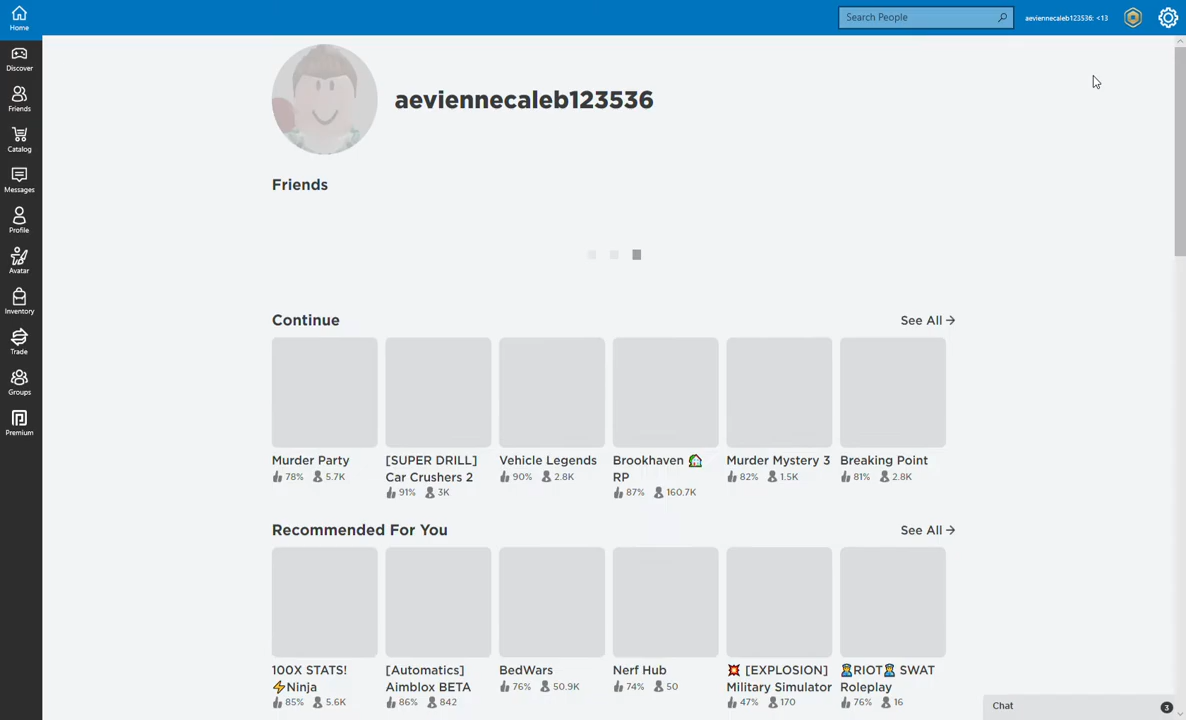 Home
Search People
aeviennecaleb123536: <13
Discover
Friends
Catalog
Messages
Profile
Avatar
Inventory
Trade
Groups
Premium
aeviennecaleb123536
Friends
Continue
See All
Murder Party
78% 5.7K
[SUPER DRILL]
Car Crushers 2
91% 3K
Vehicle Legends
90% 2.8K
Brookhaven 🏡
RP
87% 160.7K
Murder Mystery 3
82% 1.5K
Breaking Point
81% 2.8K
Recommended For You
See All
100X STATS!
⚡Ninja
85% 5.6K
[Automatics]
Aimblox BETA
86% 842
BedWars
76% 50.9K
Nerf Hub
74% 50
💥 [EXPLOSION]
Military Simulator
47% 170
RIOT SWAT
Roleplay
76% 16
Chat
3